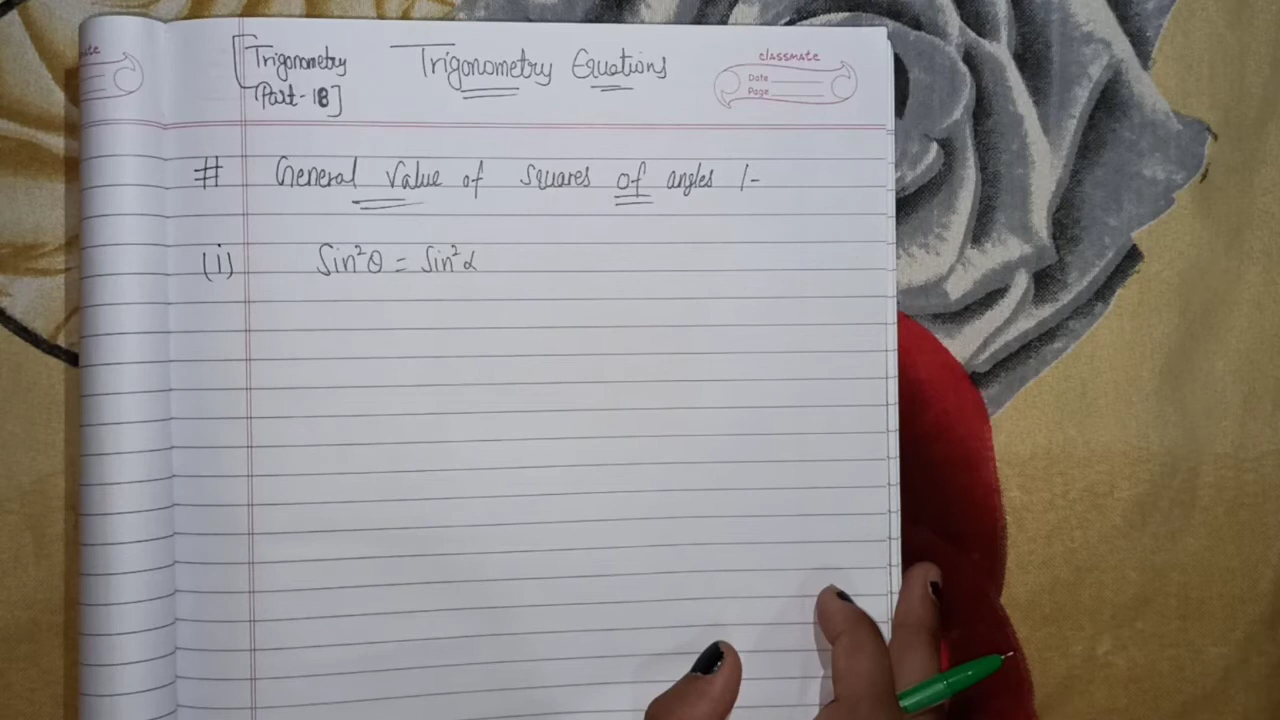 [Trigonometry Trigonometry Equations
Part-18]
classmate
Date
Page
# General Value of squares of angles :-
(i) Sin²θ = Sin²α